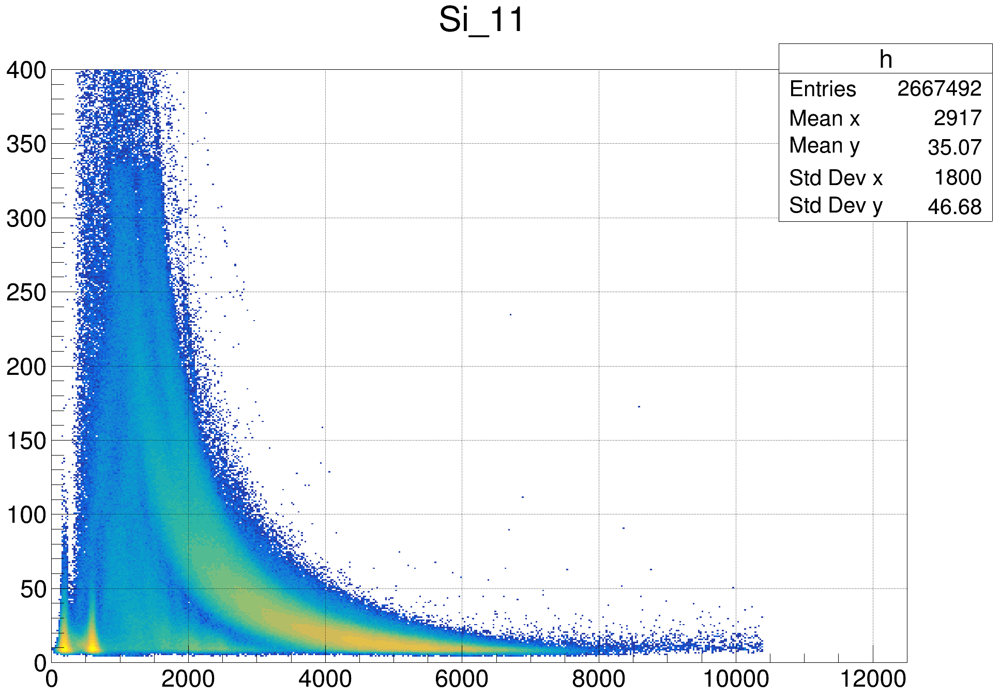 Si_11
h
Entries 2667492
Mean x 2917
Mean y 35.07
Std Dev x 1800
Std Dev y 46.68
400
350
300
250
200
150
100
50
0
0 2000 4000 6000 8000 10000 12000